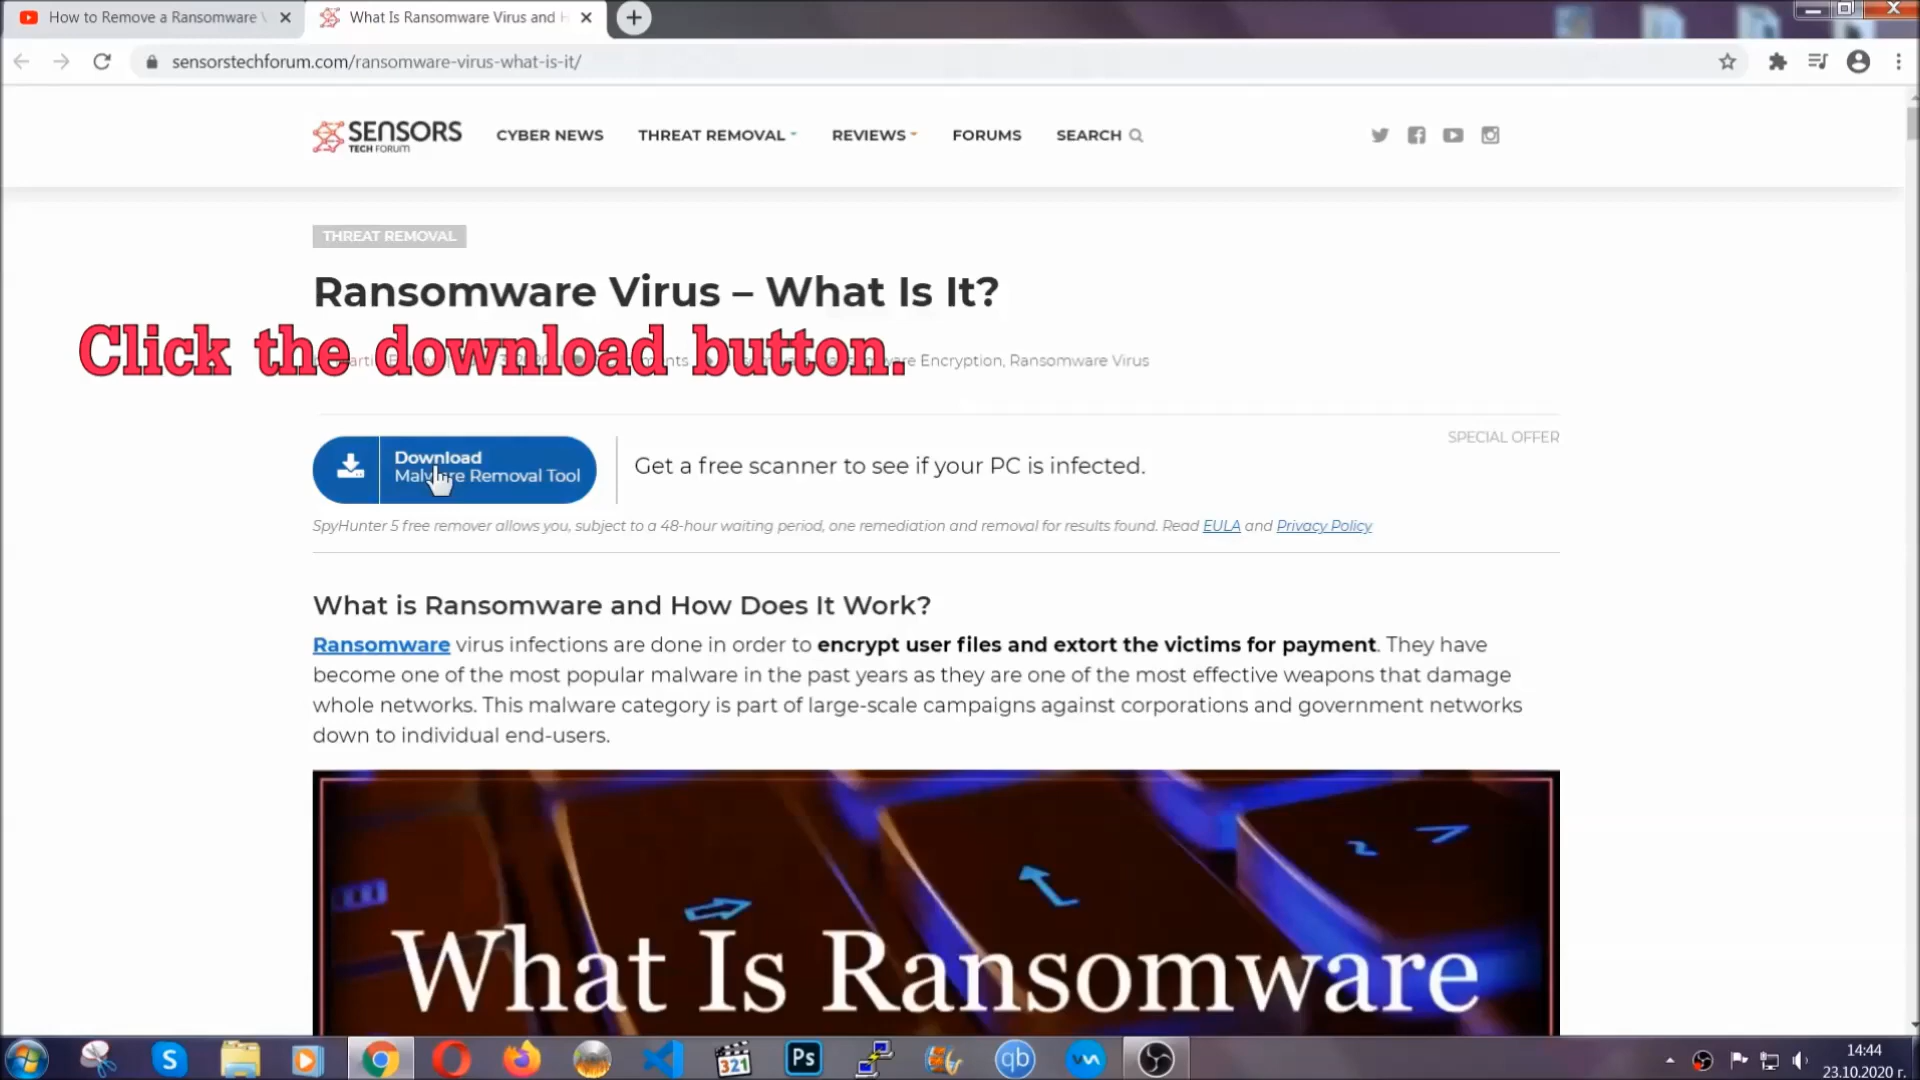 How to Remove a Ransomware
What Is Ransomware Virus and
sensorstechforum.com/ransomware-virus-what-is-it/
SENSORS
TECH FORUM
CYBER NEWS
THREAT REMOVAL
REVIEWS
FORUMS
SEARCH
THREAT REMOVAL
Ransomware Virus – What Is It?
Click the download button.
Encryption, Ransomware Virus
SPECIAL OFFER
Download
Malware Removal Tool
Get a free scanner to see if your PC is infected.
SpyHunter 5 free remover allows you, subject to a 48-hour waiting period, one remediation and removal for results found. Read EULA and Privacy Policy
What is Ransomware and How Does It Work?
Ransomware virus infections are done in order to encrypt user files and extort the victims for payment. They have
become one of the most popular malware in the past years as they are one of the most effective weapons that damage
whole networks. This malware category is part of large-scale campaigns against corporations and government networks
down to individual end-users.
What Is Ransomware
S
321
Ps
qb
14:44
23.10.2020 г.